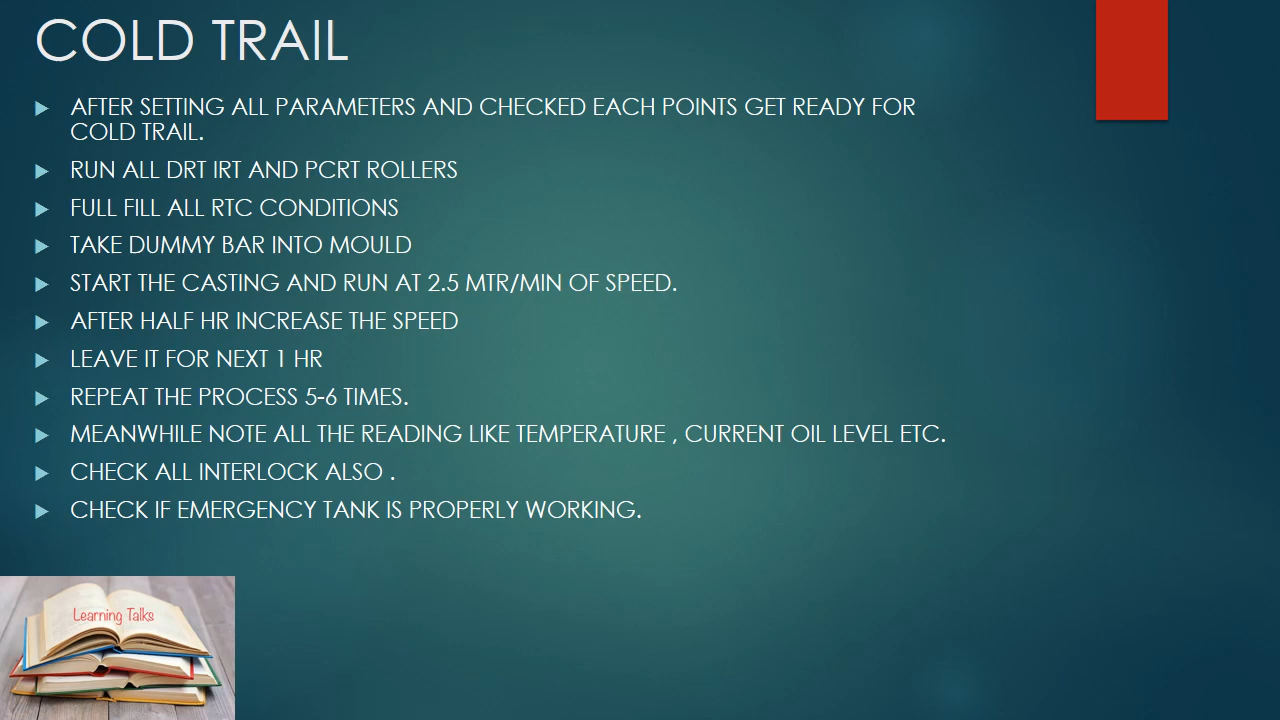 COLD TRAIL
AFTER SETTING ALL PARAMETERS AND CHECKED EACH POINTS GET READY FOR
COLD TRAIL.
RUN ALL DRT IRT AND PCRT ROLLERS
FULL FILL ALL RTC CONDITIONS
TAKE DUMMY BAR INTO MOULD
START THE CASTING AND RUN AT 2.5 MTR/MIN OF SPEED.
AFTER HALF HR INCREASE THE SPEED
LEAVE IT FOR NEXT 1 HR
REPEAT THE PROCESS 5-6 TIMES.
MEANWHILE NOTE ALL THE READING LIKE TEMPERATURE , CURRENT OIL LEVEL ETC.
CHECK ALL INTERLOCK ALSO .
CHECK IF EMERGENCY TANK IS PROPERLY WORKING.
Learning Talks